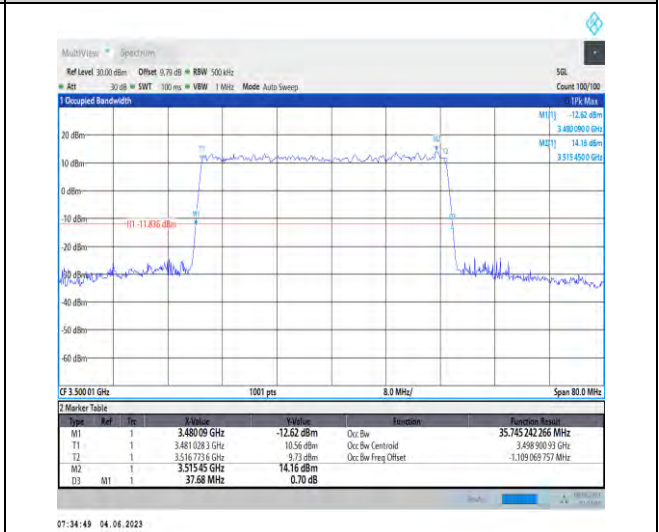 MultiView Spectrum
Ref Level 30.00 dBm Offset 9.79 dB RBW 500 kHz SGL
Att 30 dB SWT 100 ms VBW 1 MHz Mode Auto Sweep Count 100/100
1 Occupied Bandwidth 1Pk Max
M1[1] -12.62 dBm
3.480 090 0 GHz
M2[1] 14.16 dBm
3.515 450 0 GHz
20 dBm
M2
T1
T2
10 dBm
0 dBm
-10 dBm
M1
D3
H1 -11.836 dBm
-20 dBm
-30 dBm
-40 dBm
-50 dBm
-60 dBm
CF 3.500 01 GHz 1001 pts 8.0 MHz/ Span 80.0 MHz
2 Marker Table
Type Ref Trc X-Value Y-Value Function Function Result
M1 1 3.480 09 GHz -12.62 dBm Occ Bw 35.745 242 266 MHz
T1 1 3.481 028 3 GHz 10.56 dBm Occ Bw Centroid 3.498 900 93 GHz
T2 1 3.516 773 6 GHz 9.73 dBm Occ Bw Freq Offset -1.109 069 757 MHz
M2 1 3.515 45 GHz 14.16 dBm
D3 M1 1 37.68 MHz 0.70 dB
07:34:49 04.06.2023